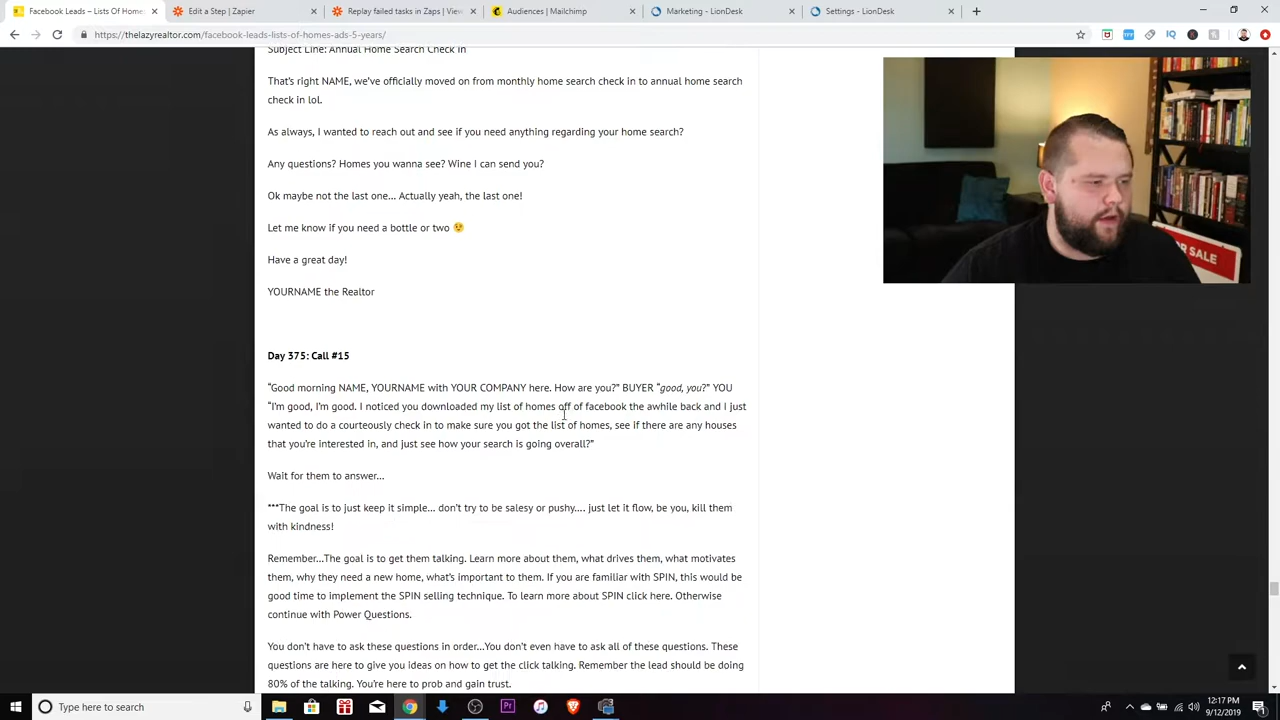 Facebook Leads – Lists Of Home
Edit a Step | Zapier
Replay failed tasks in Zaps | View
Audiences | Mailchimp
Marketing - LionDesk
Settings - LionDesk
https://thelazyrealtor.com/facebook-leads-lists-of-homes-ads-5-years/
Subject Line: Annual Home Search Check in
That's right NAME, we've officially moved on from monthly home search check in to annual home search
check in lol.
As always, I wanted to reach out and see if you need anything regarding your home search?
Any questions? Homes you wanna see? Wine I can send you?
Ok maybe not the last one… Actually yeah, the last one!
Let me know if you need a bottle or two 😉
Have a great day!
YOURNAME the Realtor
Day 375: Call #15
“Good morning NAME, YOURNAME with YOUR COMPANY here. How are you?” BUYER “good, you?” YOU
“I'm good, I'm good. I noticed you downloaded my list of homes off of facebook the awhile back and I just
wanted to do a courteously check in to make sure you got the list of homes, see if there are any houses
that you're interested in, and just see how your search is going overall?”
Wait for them to answer…
***The goal is to just keep it simple… don't try to be salesy or pushy…. just let it flow, be you, kill them
with kindness!
Remember…The goal is to get them talking. Learn more about them, what drives them, what motivates
them, why they need a new home, what's important to them. If you are familiar with SPIN, this would be
good time to implement the SPIN selling technique. To learn more about SPIN click here. Otherwise
continue with Power Questions.
You don't have to ask these questions in order…You don't even have to ask all of these questions. These
questions are here to give you ideas on how to get the click talking. Remember the lead should be doing
80% of the talking. You're here to prob and gain trust.
SALE
Type here to search
12:17 PM
9/12/2019